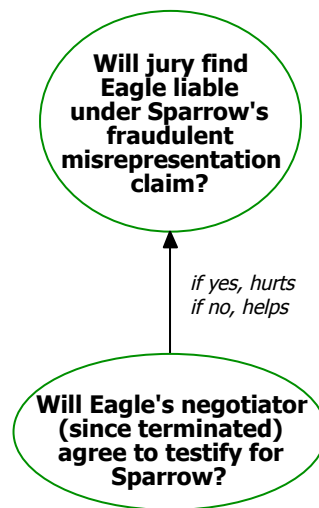 Will jury find
Eagle liable
under Sparrow's
fraudulent
misrepresentation
claim?
if yes, hurts
if no, helps
Will Eagle's negotiator
(since terminated)
agree to testify for
Sparrow?